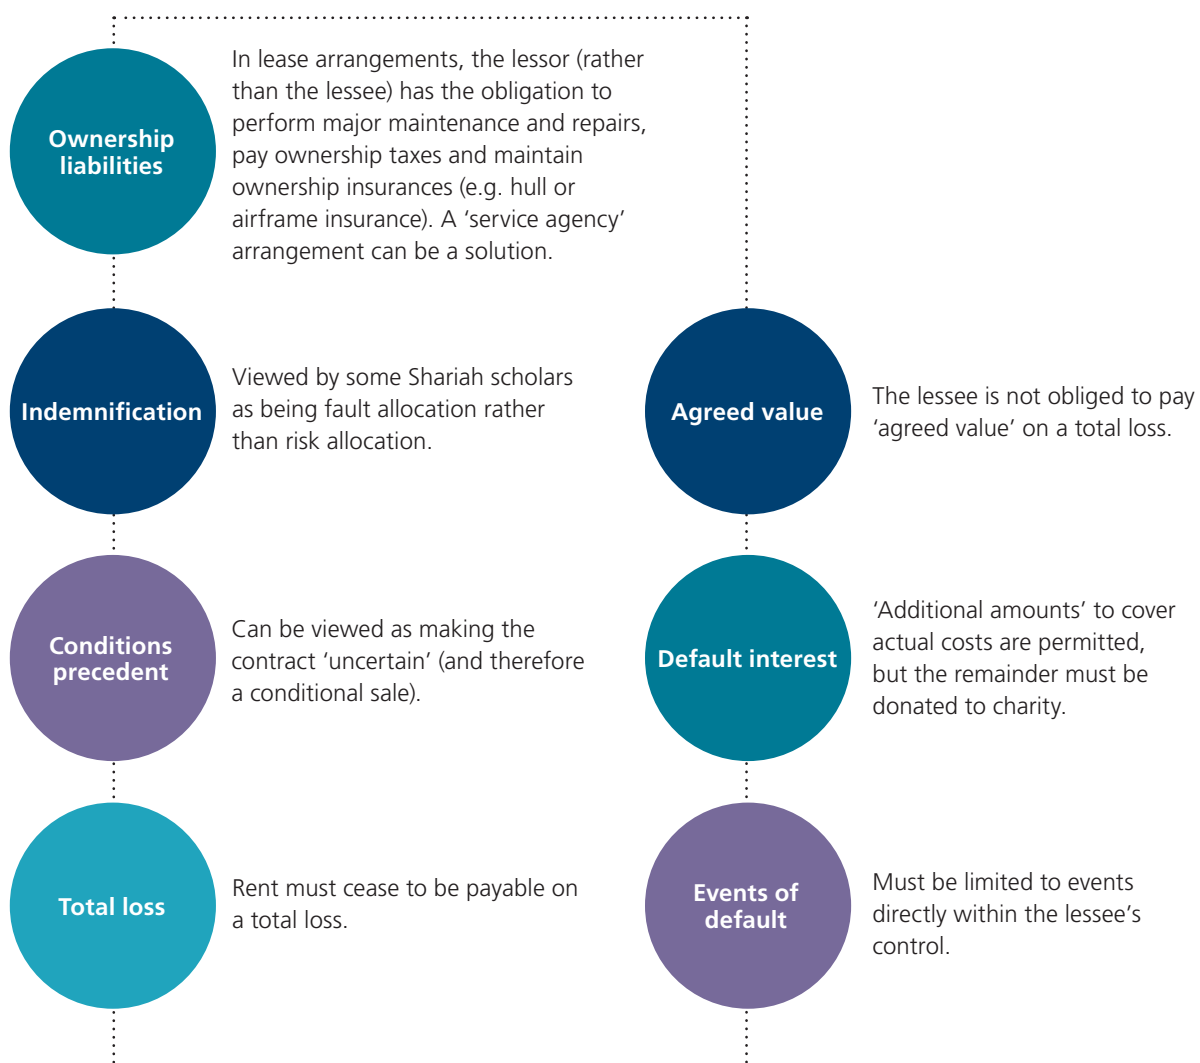 Ownership
liabilities
In lease arrangements, the lessor (rather
than the lessee) has the obligation to
perform major maintenance and repairs,
pay ownership taxes and maintain
ownership insurances (e.g. hull or
airframe insurance). A ‘service agency’
arrangement can be a solution.
Indemnification
Viewed by some Shariah scholars
as being fault allocation rather
than risk allocation.
Conditions
precedent
Can be viewed as making the
contract ‘uncertain’ (and therefore
a conditional sale).
Total loss
Rent must cease to be payable on
a total loss.
Agreed value
The lessee is not obliged to pay
‘agreed value’ on a total loss.
Default interest
‘Additional amounts’ to cover
actual costs are permitted,
but the remainder must be
donated to charity.
Events of
default
Must be limited to events
directly within the lessee’s
control.